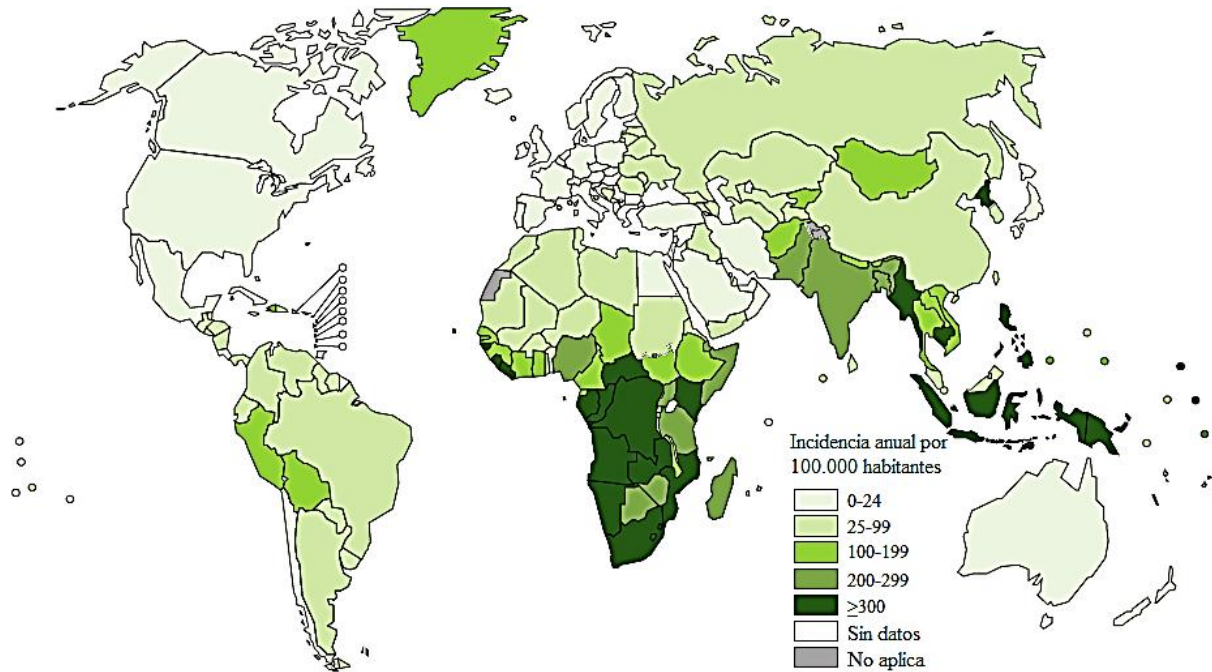 Incidencia anual por
100.000 habitantes
0-24
25-99
100-199
200-299
≥300
Sin datos
No aplica